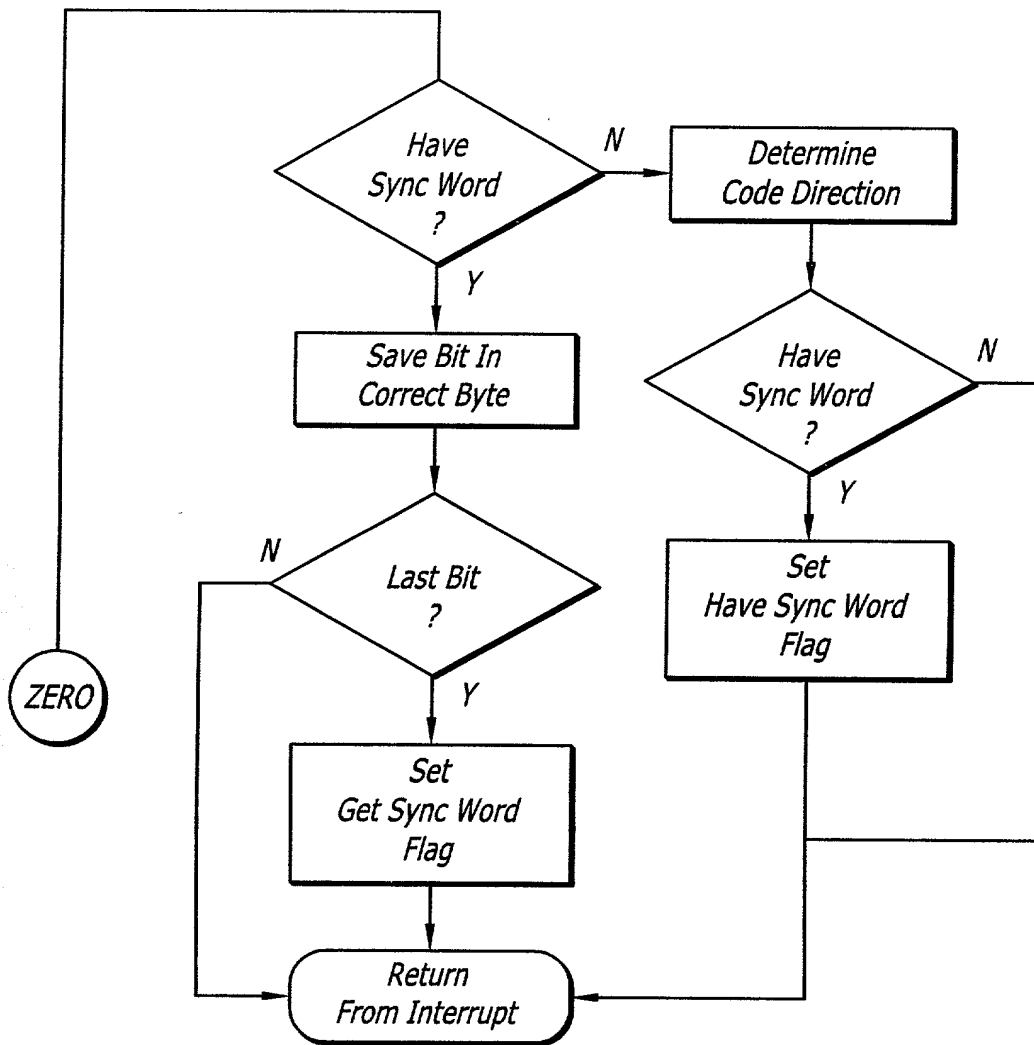 Have
Sync Word
?
N
Determine
Code Direction
Y
Save Bit In
Correct Byte
Have
Sync Word
?
N
Y
N
Last Bit
?
Set
Have Sync Word
Flag
ZERO
Y
Set
Get Sync Word
Flag
Return
From Interrupt